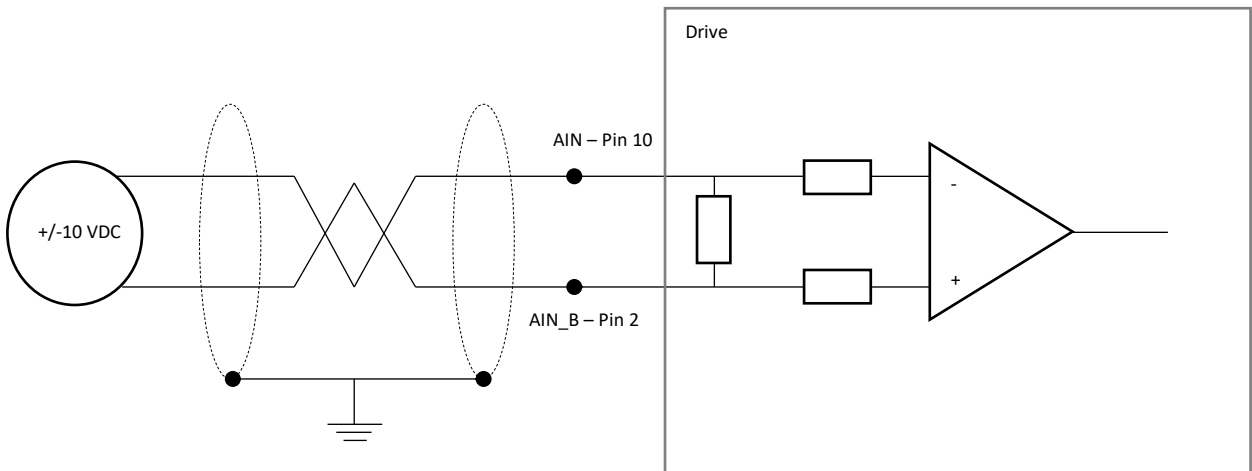 Drive
AIN – Pin 10
-
+/-10 VDC
+
AIN_B – Pin 2